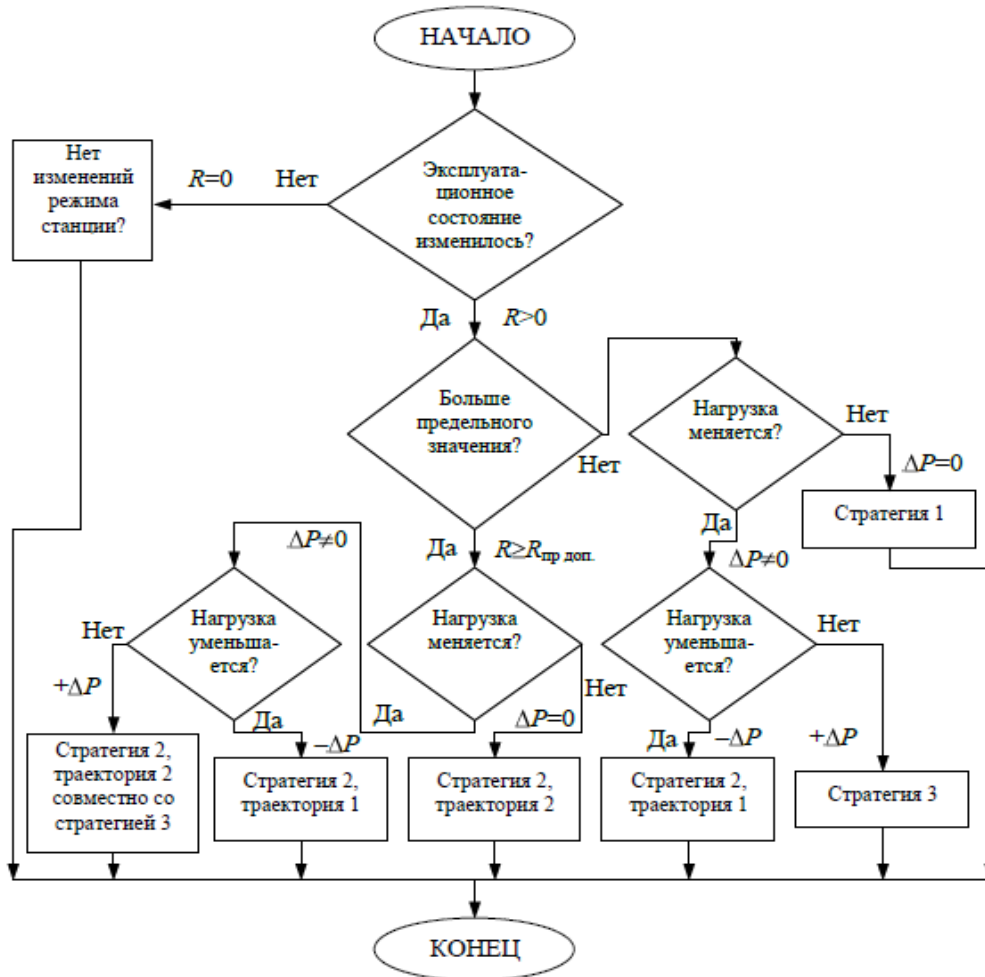 НАЧАЛО
Эксплуата-
ционное
состояние
изменилось?
Нет
R=0
Нет
изменений
режима
станции?
Да
R>0
Больше
предельного
значения?
Нет
Нагрузка
меняется?
Нет
ΔP=0
Стратегия 1
Да
ΔP≠0
Да
R≥Rпр доп.
ΔP≠0
Нагрузка
уменьша-
ется?
Нет
+ΔP
Да
–ΔP
Нагрузка
меняется?
Да
Нет
ΔP=0
Нагрузка
уменьша-
ется?
Нет
Да
–ΔP
+ΔP
Стратегия 2,
траектория 2
совместно со
стратегией 3
Стратегия 2,
траектория 1
Стратегия 2,
траектория 2
Стратегия 2,
траектория 1
Стратегия 3
КОНЕЦ